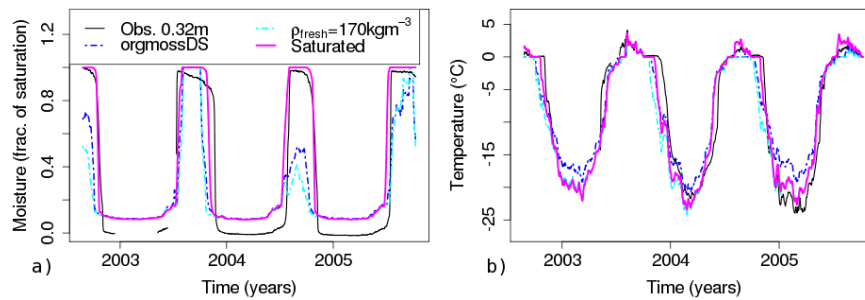 Obs. 0.32m
orgmossDS
ρfresh=170kgm−3
Saturated
Moisture (frac. of saturation)
0.0 0.4 0.8 1.2
2003 2004 2005
Time (years)
a)
Temperature (°C)
5 0 -5 -15 -25
2003 2004 2005
Time (years)
b)